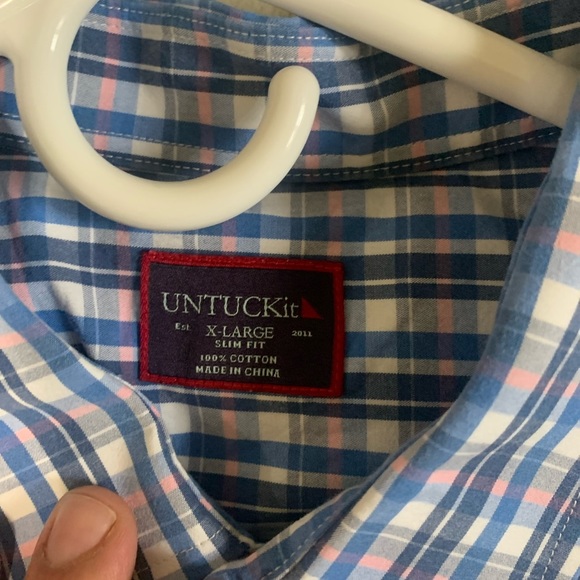 UNTUCKit
Est X-LARGE 2011
SLIM FIT
100% COTTON
MADE IN CHINA